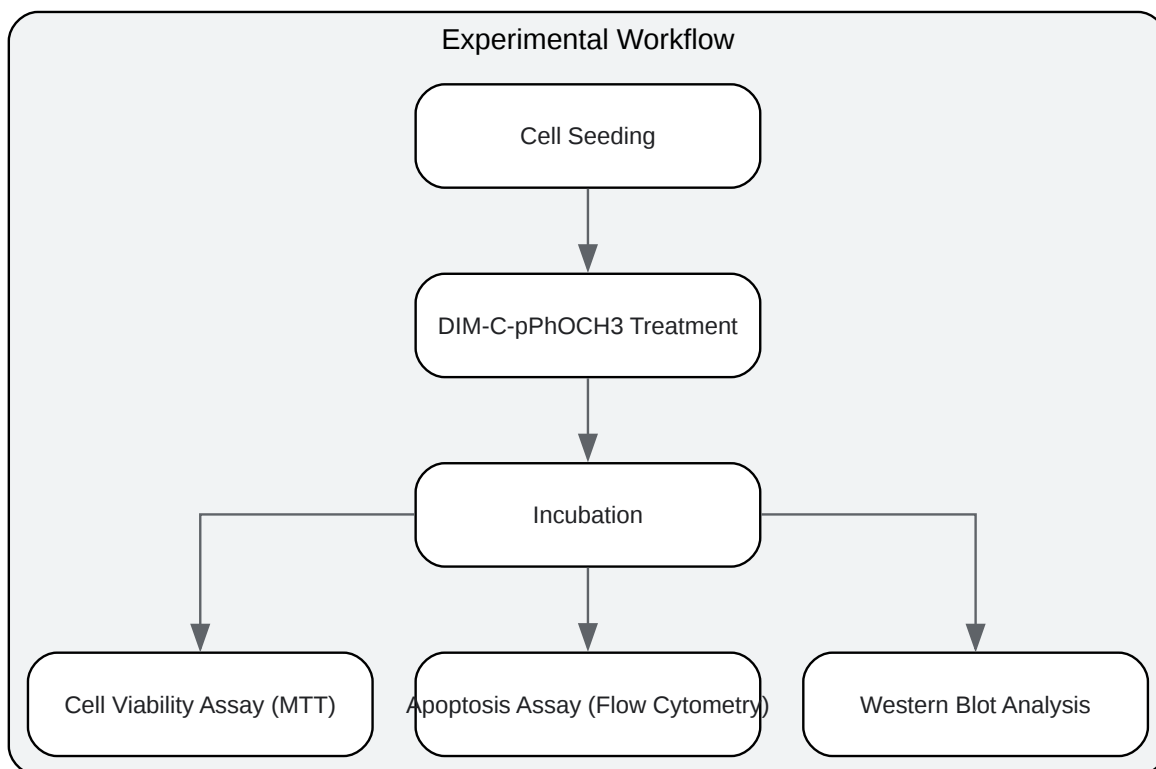 Experimental Workflow
Cell Seeding
DIM-C-pPhOCH3 Treatment
Incubation
Cell Viability Assay (MTT)
Apoptosis Assay (Flow Cytometry)
Western Blot Analysis